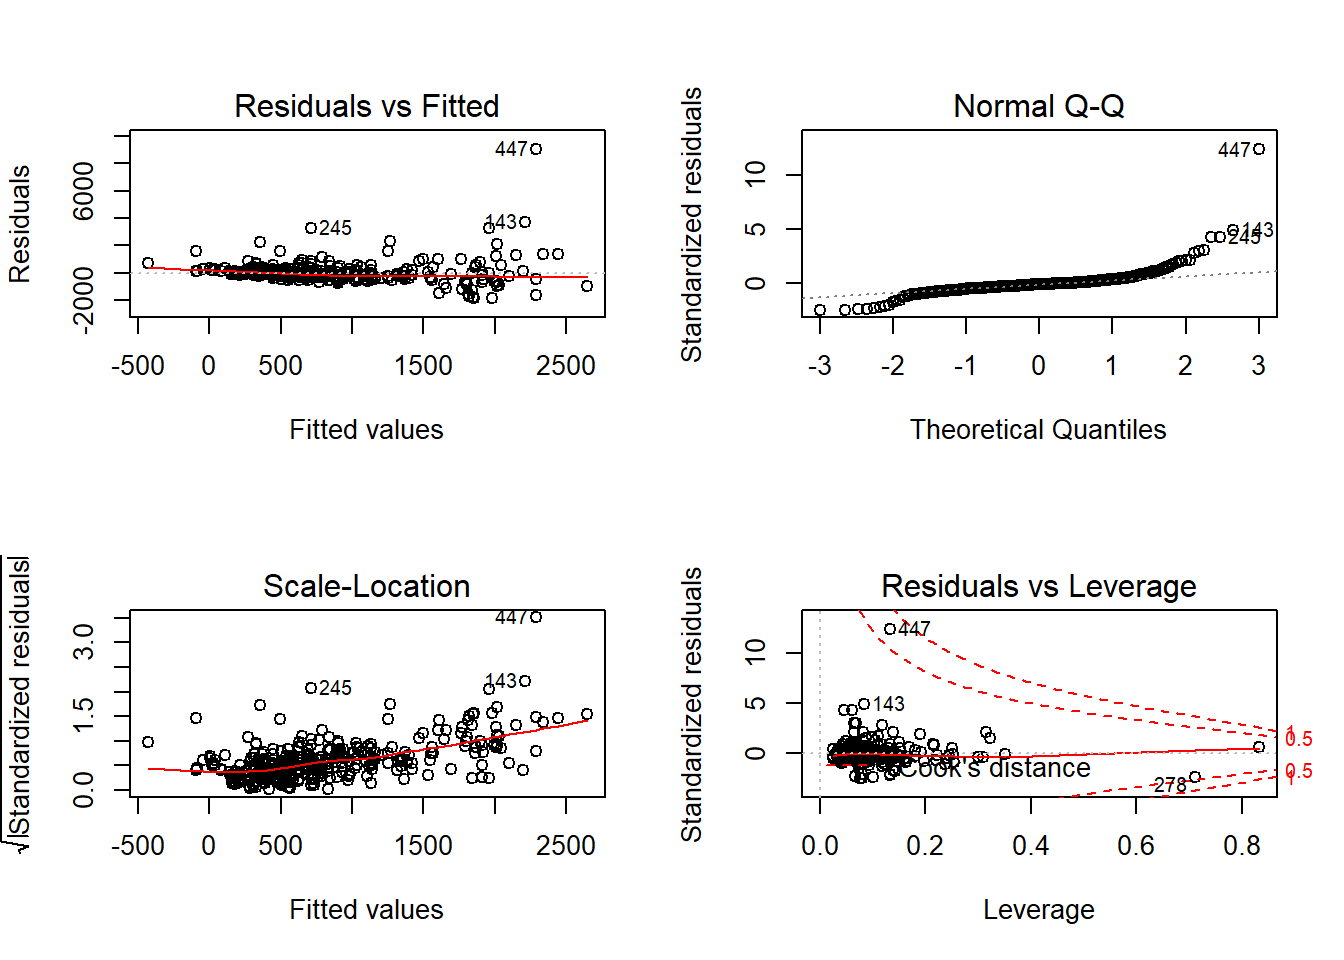 Residuals vs Fitted
Residuals
-2000 6000
447
245
143
-500 0 500 1500 2500
Fitted values
Normal Q-Q
Standardized residuals
0 5 10
447
143
245
-3 -2 -1 0 1 2 3
Theoretical Quantiles
Scale-Location
√|Standardized residuals|
0.0 1.5 3.0
447
245
143
-500 0 500 1500 2500
Fitted values
Residuals vs Leverage
Standardized residuals
0 5 10
447
143
278
Cook's distance
1
0.5
0.5
1
0.0 0.2 0.4 0.6 0.8
Leverage